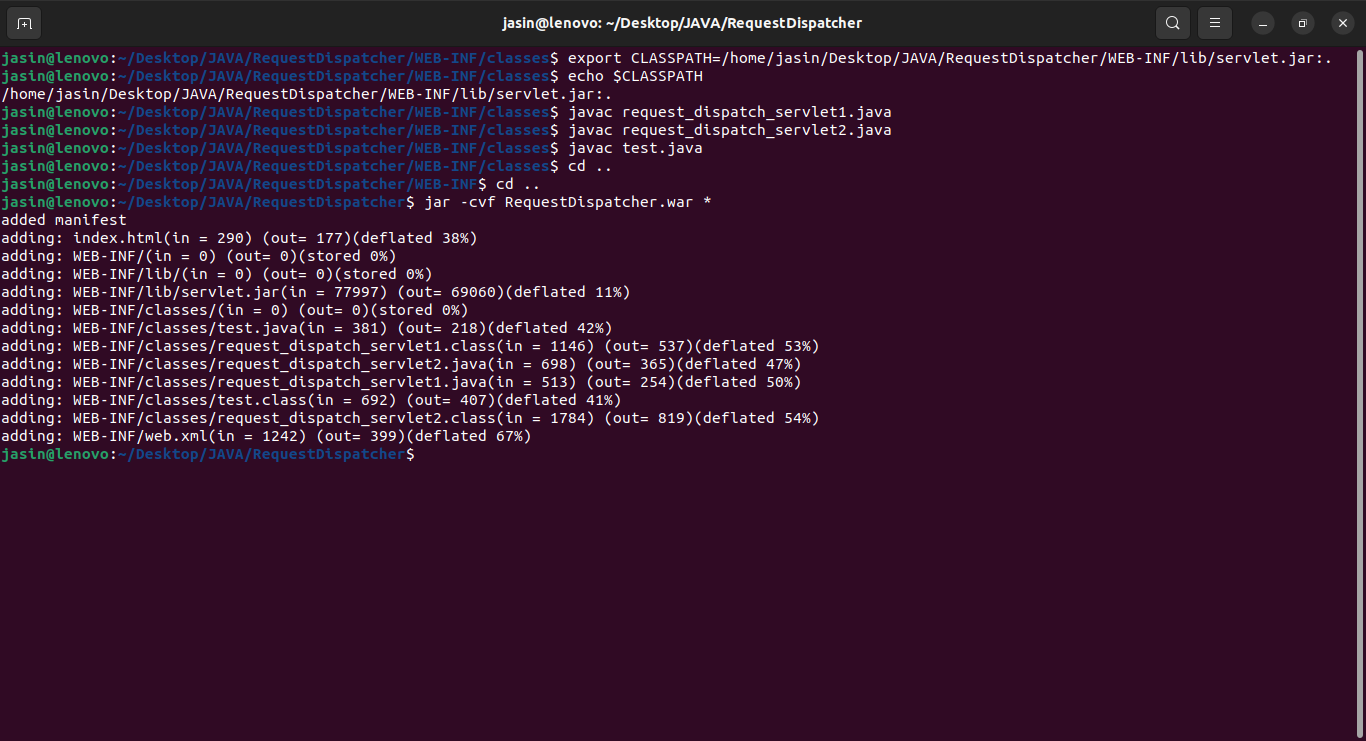 jasin@lenovo: ~/Desktop/JAVA/RequestDispatcher
jasin@lenovo:~/Desktop/JAVA/RequestDispatcher/WEB-INF/classes$ export CLASSPATH=/home/jasin/Desktop/JAVA/RequestDispatcher/WEB-INF/lib/servlet.jar:.
jasin@lenovo:~/Desktop/JAVA/RequestDispatcher/WEB-INF/classes$ echo $CLASSPATH
/home/jasin/Desktop/JAVA/RequestDispatcher/WEB-INF/lib/servlet.jar:.
jasin@lenovo:~/Desktop/JAVA/RequestDispatcher/WEB-INF/classes$ javac request_dispatch_servlet1.java
jasin@lenovo:~/Desktop/JAVA/RequestDispatcher/WEB-INF/classes$ javac request_dispatch_servlet2.java
jasin@lenovo:~/Desktop/JAVA/RequestDispatcher/WEB-INF/classes$ javac test.java
jasin@lenovo:~/Desktop/JAVA/RequestDispatcher/WEB-INF/classes$ cd ..
jasin@lenovo:~/Desktop/JAVA/RequestDispatcher/WEB-INF$ cd ..
jasin@lenovo:~/Desktop/JAVA/RequestDispatcher$ jar -cvf RequestDispatcher.war *
added manifest
adding: index.html(in = 290) (out= 177)(deflated 38%)
adding: WEB-INF/(in = 0) (out= 0)(stored 0%)
adding: WEB-INF/lib/(in = 0) (out= 0)(stored 0%)
adding: WEB-INF/lib/servlet.jar(in = 77997) (out= 69060)(deflated 11%)
adding: WEB-INF/classes/(in = 0) (out= 0)(stored 0%)
adding: WEB-INF/classes/test.java(in = 381) (out= 218)(deflated 42%)
adding: WEB-INF/classes/request_dispatch_servlet1.class(in = 1146) (out= 537)(deflated 53%)
adding: WEB-INF/classes/request_dispatch_servlet2.java(in = 698) (out= 365)(deflated 47%)
adding: WEB-INF/classes/request_dispatch_servlet1.java(in = 513) (out= 254)(deflated 50%)
adding: WEB-INF/classes/test.class(in = 692) (out= 407)(deflated 41%)
adding: WEB-INF/classes/request_dispatch_servlet2.class(in = 1784) (out= 819)(deflated 54%)
adding: WEB-INF/web.xml(in = 1242) (out= 399)(deflated 67%)
jasin@lenovo:~/Desktop/JAVA/RequestDispatcher$